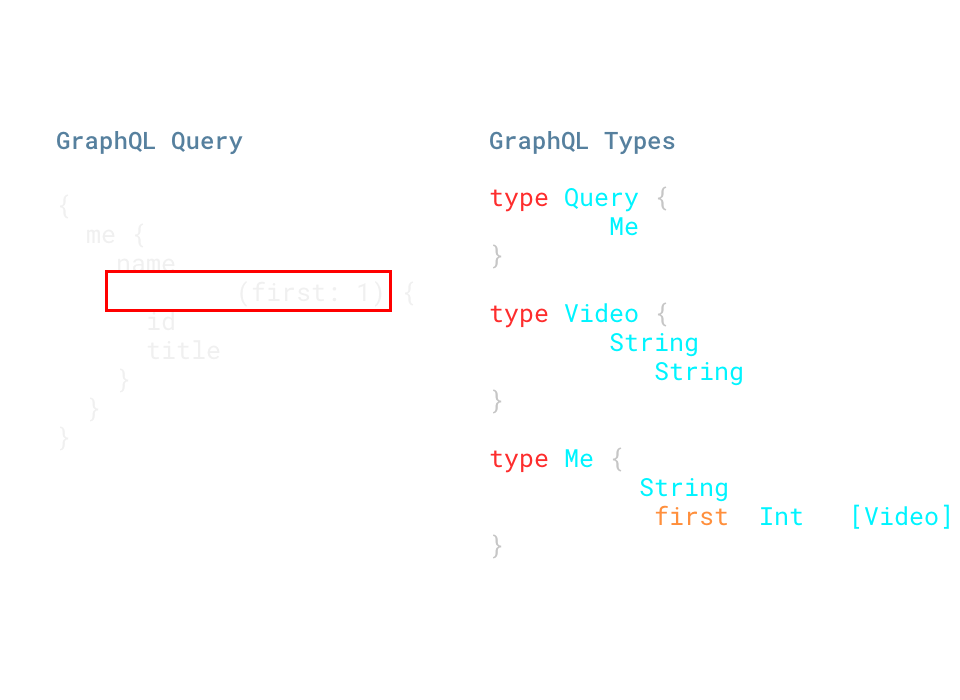 GraphQL Query
{
me {
name
(first: 1) {
id
title
}
}
}
GraphQL Types
type Query {
Me
}
type Video {
String
String
}
type Me {
String
first Int [Video]
}